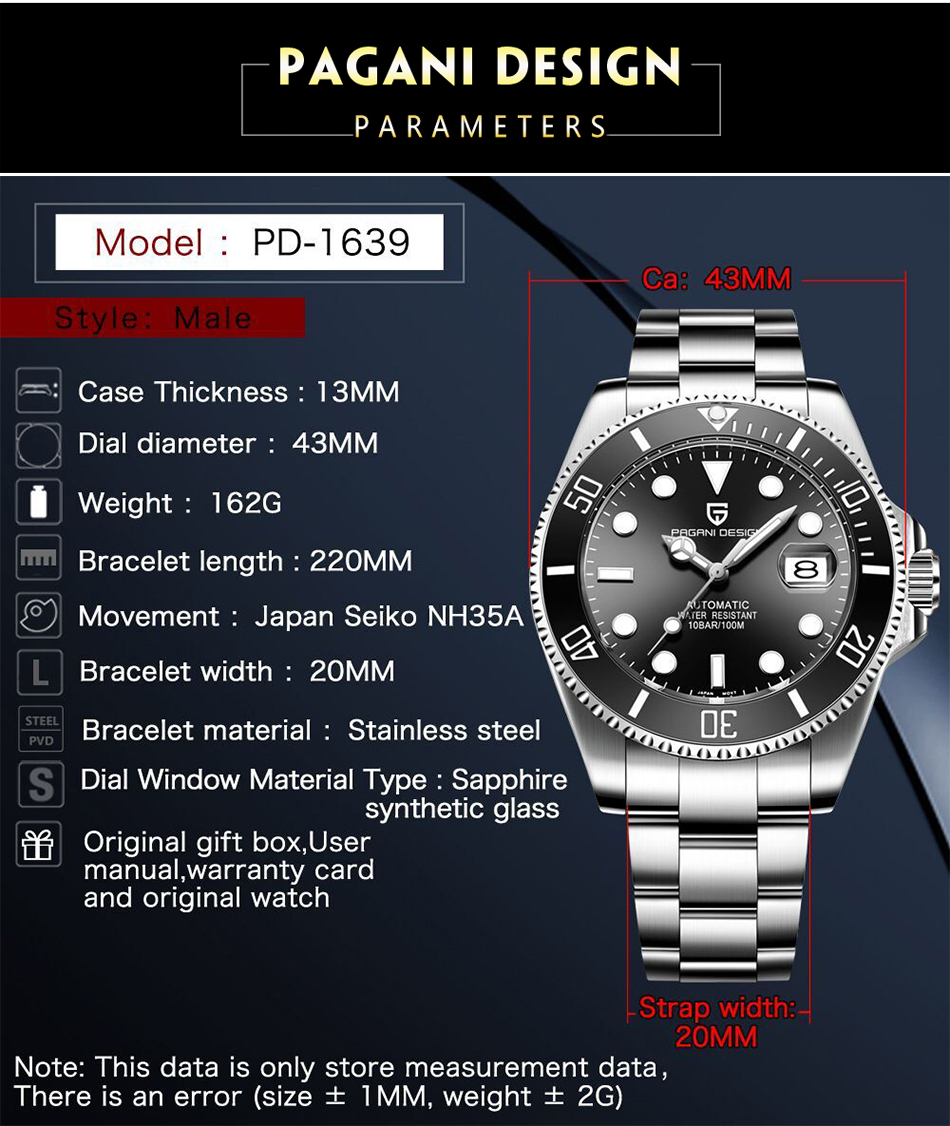 PAGANI DESIGN
PARAMETERS
Model : PD-1639
Style: Male
Ca: 43MM
Case Thickness : 13MM
Dial diameter : 43MM
Weight : 162G
Bracelet length : 220MM
Movement : Japan Seiko NH35A
L
Bracelet width : 20MM
STEEL
PVD
Bracelet material : Stainless steel
S
Dial Window Material Type : Sapphire
synthetic glass
Original gift box,User
manual,warranty card
and original watch
50
10
PAGANI DESIGN
8
AUTOMATIC
WATER RESISTANT
10BAR/100M
40
20
JAPAN MOVT
30
Strap width:
20MM
Note: This data is only store measurement data,
There is an error (size ± 1MM, weight ± 2G)